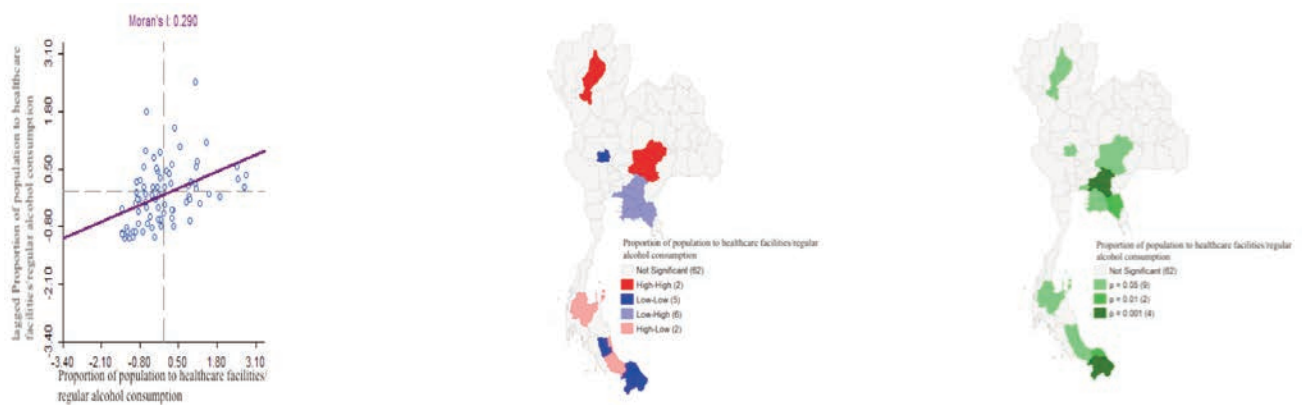 Moran's I: 0.290
lagged Proportion of population to healthcare
facilities/regular alcohol consumption
3.10
1.80
0.50
-0.80
-2.10
-3.40
-3.40 -2.10 -0.80 0.50 1.80 3.10
Proportion of population to healthcare facilities/
regular alcohol consumption
Proportion of population to healthcare facilities/regular
alcohol consumption
Not Significant (62)
High-High (2)
Low-Low (5)
Low-High (6)
High-Low (2)
Proportion of population to healthcare facilities/regular
alcohol consumption
Not Significant (62)
p = 0.05 (9)
p = 0.01 (2)
p = 0.001 (4)